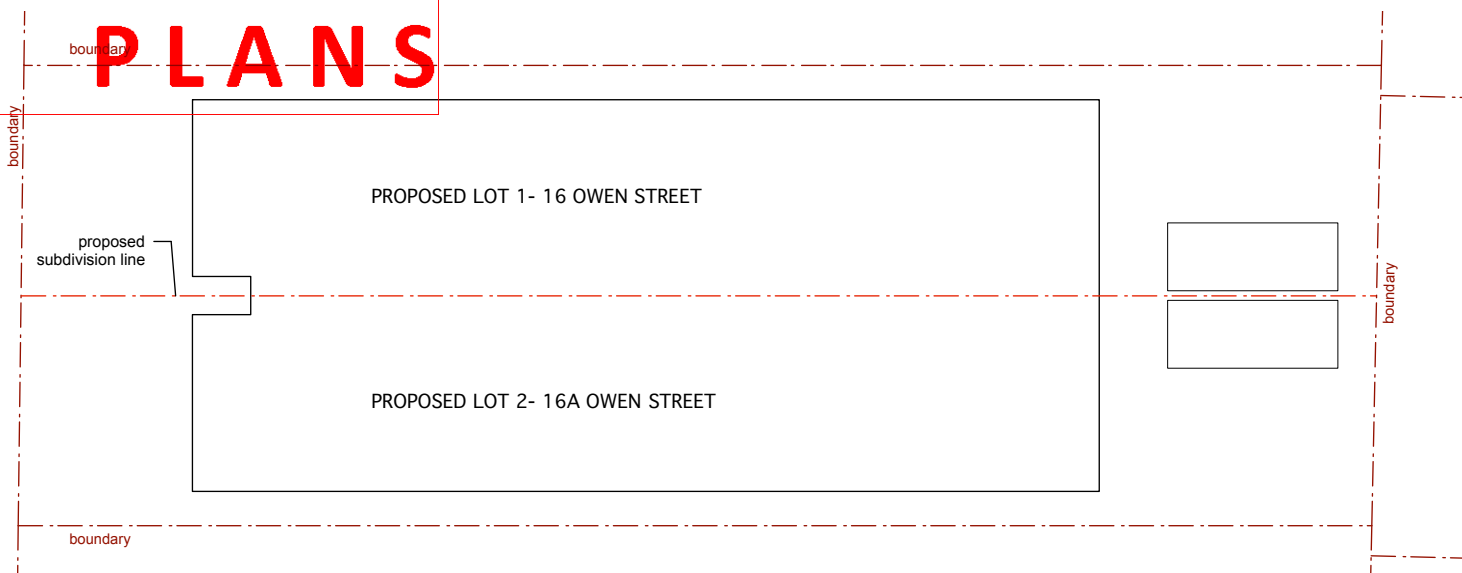 PLANS
boundary
boundary
PROPOSED LOT 1- 16 OWEN STREET
proposed
subdivision line
boundary
PROPOSED LOT 2- 16A OWEN STREET
boundary